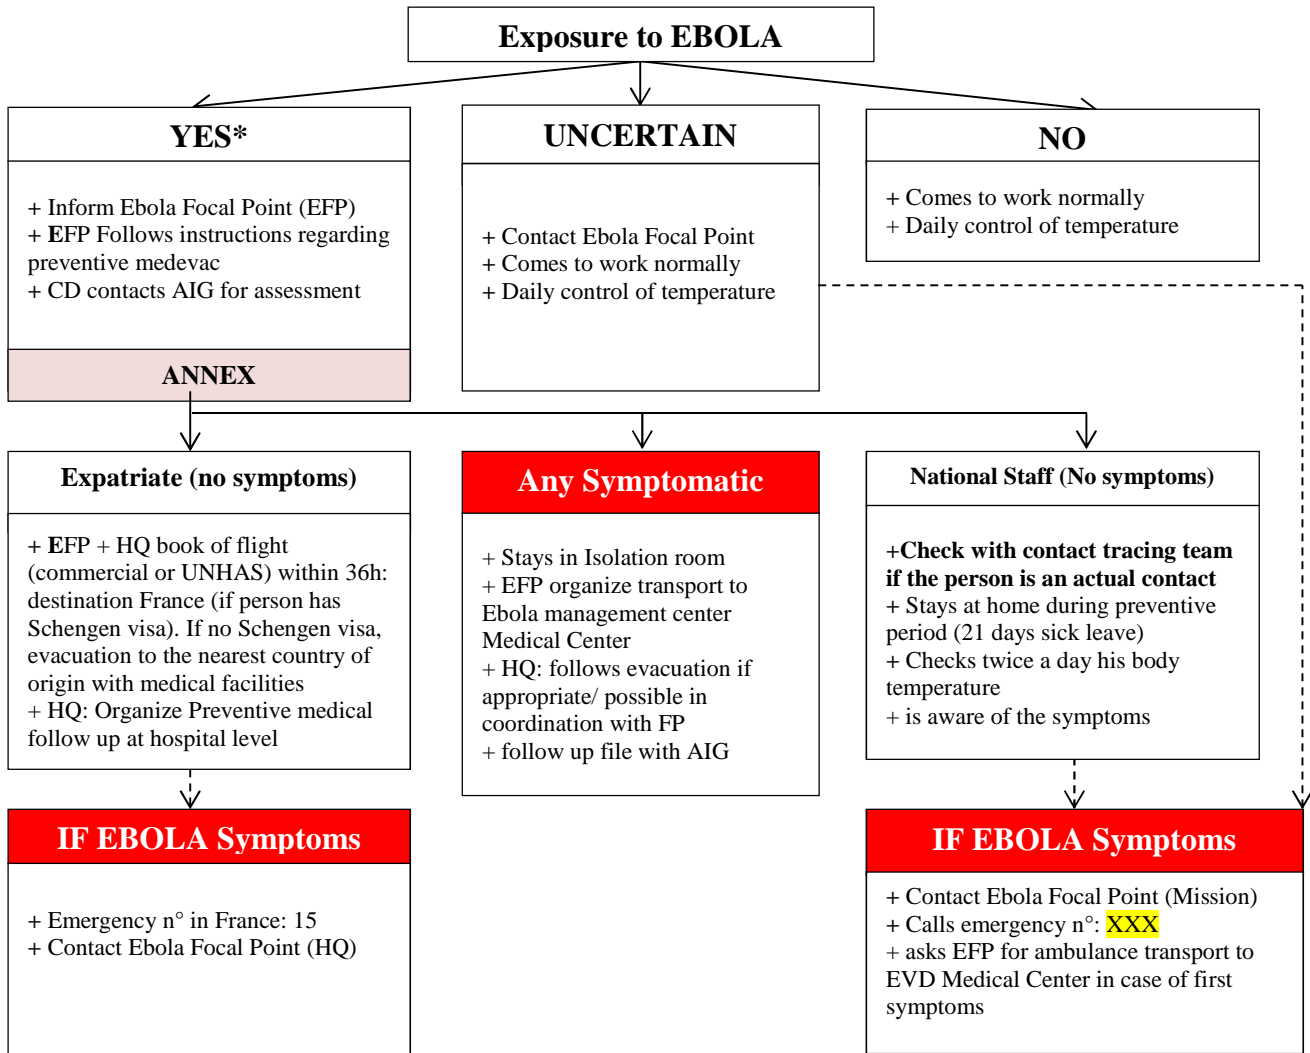 Exposure to EBOLA
YES*
+ Inform Ebola Focal Point (EFP)
+ EFP Follows instructions regarding
preventive medevac
+ CD contacts AIG for assessment
ANNEX
UNCERTAIN
+ Contact Ebola Focal Point
+ Comes to work normally
+ Daily control of temperature
NO
+ Comes to work normally
+ Daily control of temperature
Expatriate (no symptoms)
+ EFP + HQ book of flight
(commercial or UNHAS) within 36h:
destination France (if person has
Schengen visa). If no Schengen visa,
evacuation to the nearest country of
origin with medical facilities
+ HQ: Organize Preventive medical
follow up at hospital level
Any Symptomatic
+ Stays in Isolation room
+ EFP organize transport to
Ebola management center
Medical Center
+ HQ: follows evacuation if
appropriate/ possible in
coordination with FP
+ follow up file with AIG
National Staff (No symptoms)
+Check with contact tracing team
if the person is an actual contact
+ Stays at home during preventive
period (21 days sick leave)
+ Checks twice a day his body
temperature
+ is aware of the symptoms
IF EBOLA Symptoms
+ Emergency n° in France: 15
+ Contact Ebola Focal Point (HQ)
IF EBOLA Symptoms
+ Contact Ebola Focal Point (Mission)
+ Calls emergency n°: XXX
+ asks EFP for ambulance transport to
EVD Medical Center in case of first
symptoms